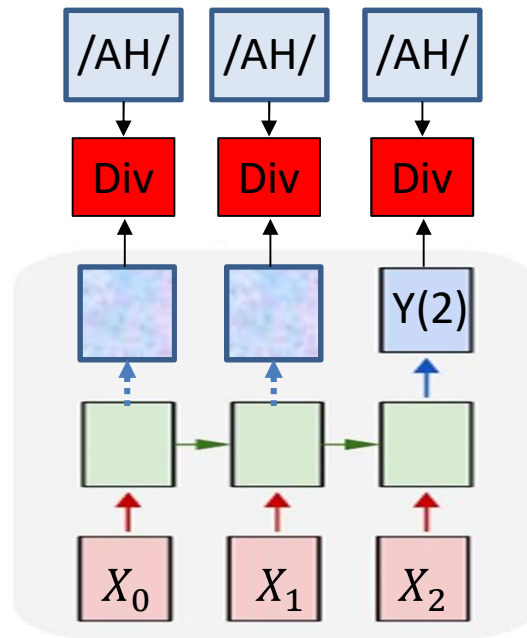 /AH/ /AH/ /AH/
Div Div Div
Y(2)
X₀ X₁ X₂